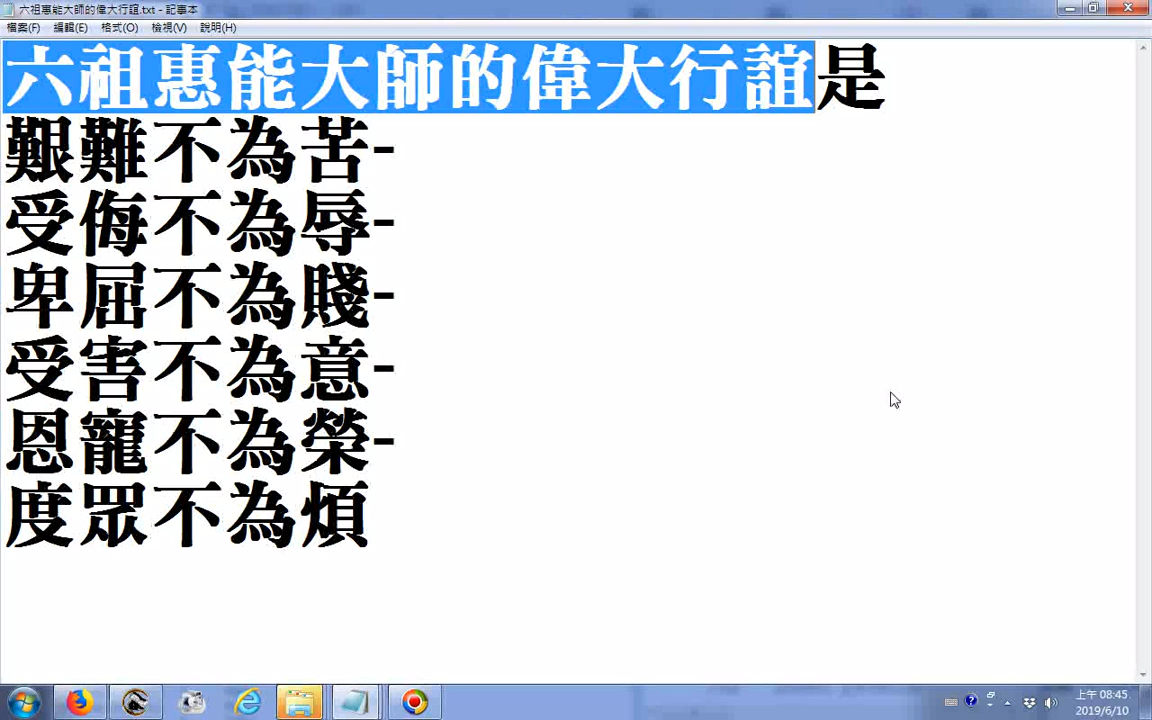 六祖惠能大師的偉大行誼.txt - 記事本
檔案(F) 編輯(E) 格式(O) 檢視(V) 說明(H)
六祖惠能大師的偉大行誼是
艱難不為苦-
受侮不為辱-
卑屈不為賤-
受害不為意-
恩寵不為榮-
度眾不為煩
上午 08:45
2019/6/10